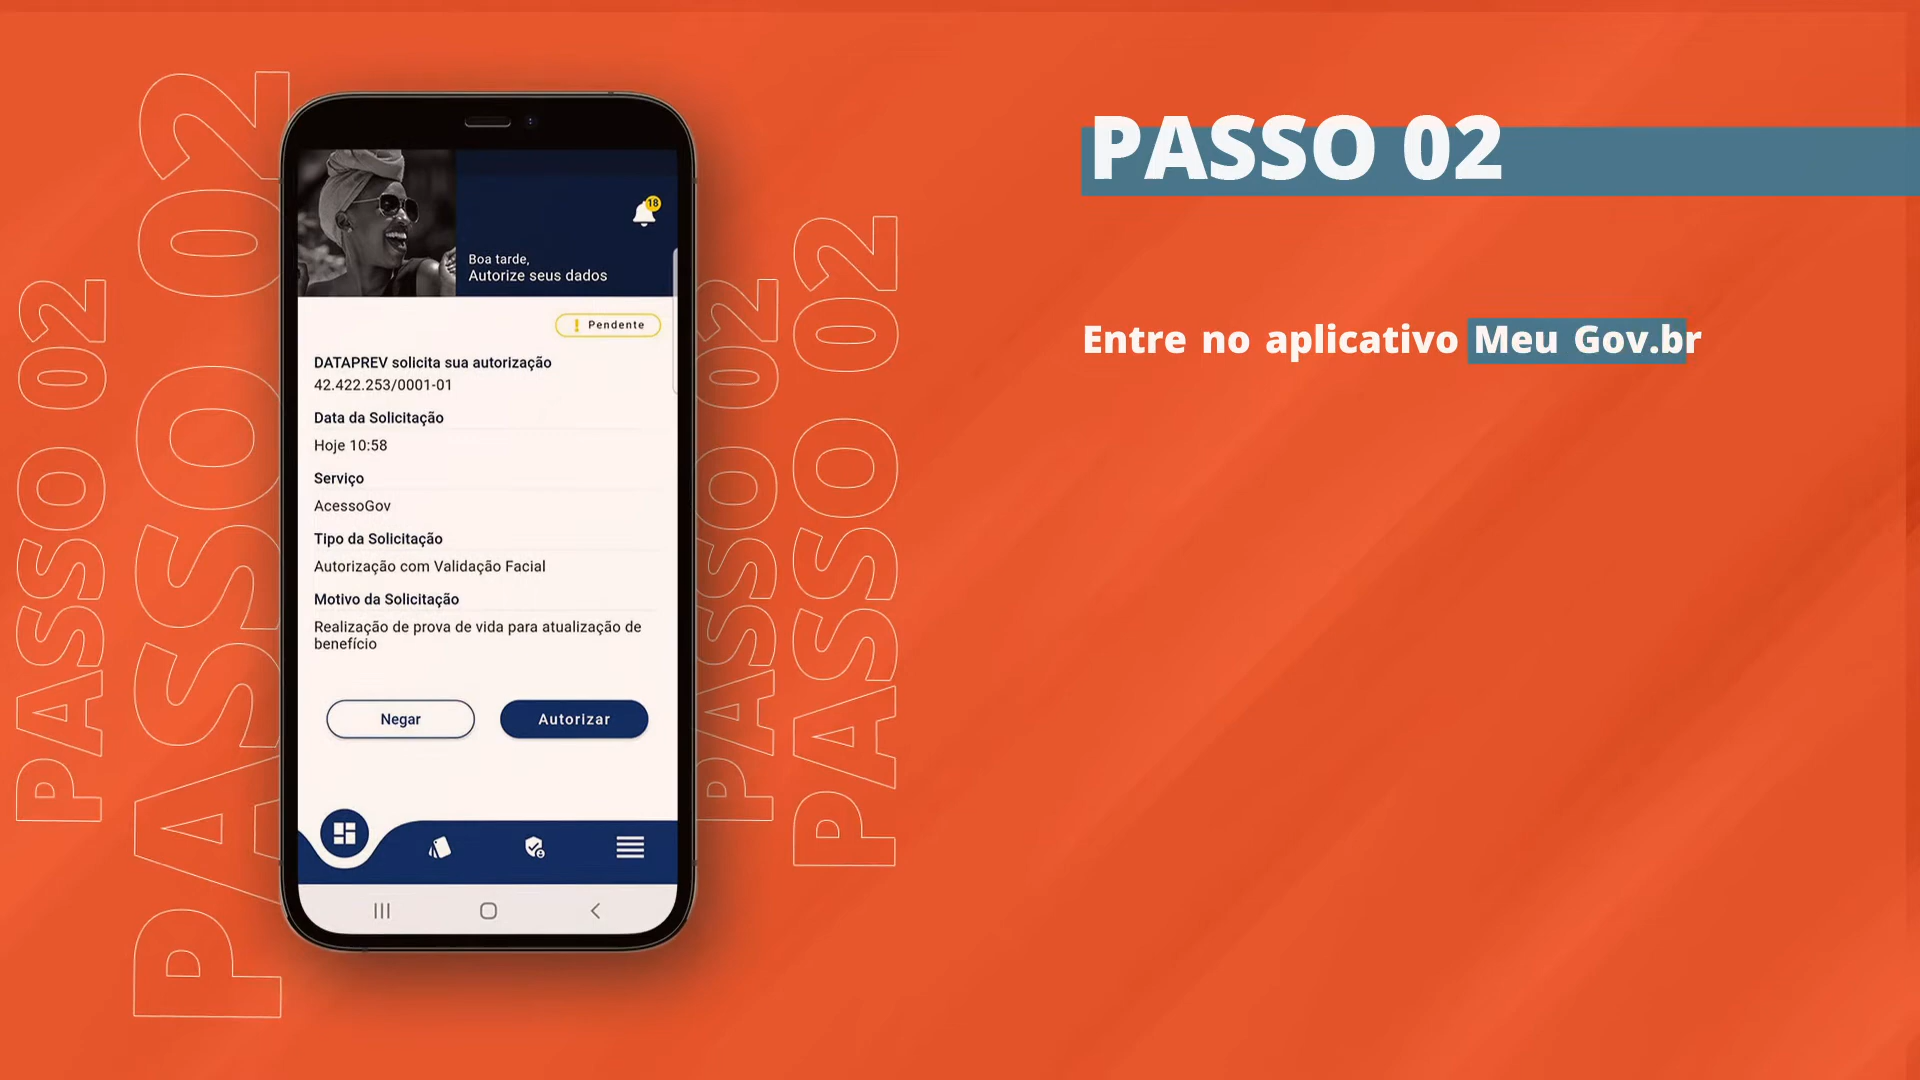 PASSO 02
Entre no aplicativo Meu Gov.br
18
Boa tarde,
Autorize seus dados
Pendente
DATAPREV solicita sua autorização
42.422.253/0001-01
Data da Solicitação
Hoje 10:58
Serviço
AcessoGov
Tipo da Solicitação
Autorização com Validação Facial
Motivo da Solicitação
Realização de prova de vida para atualização de
benefício
Negar
Autorizar
PASSO 02
PASSO 02
PASSO 02
PASSO 02